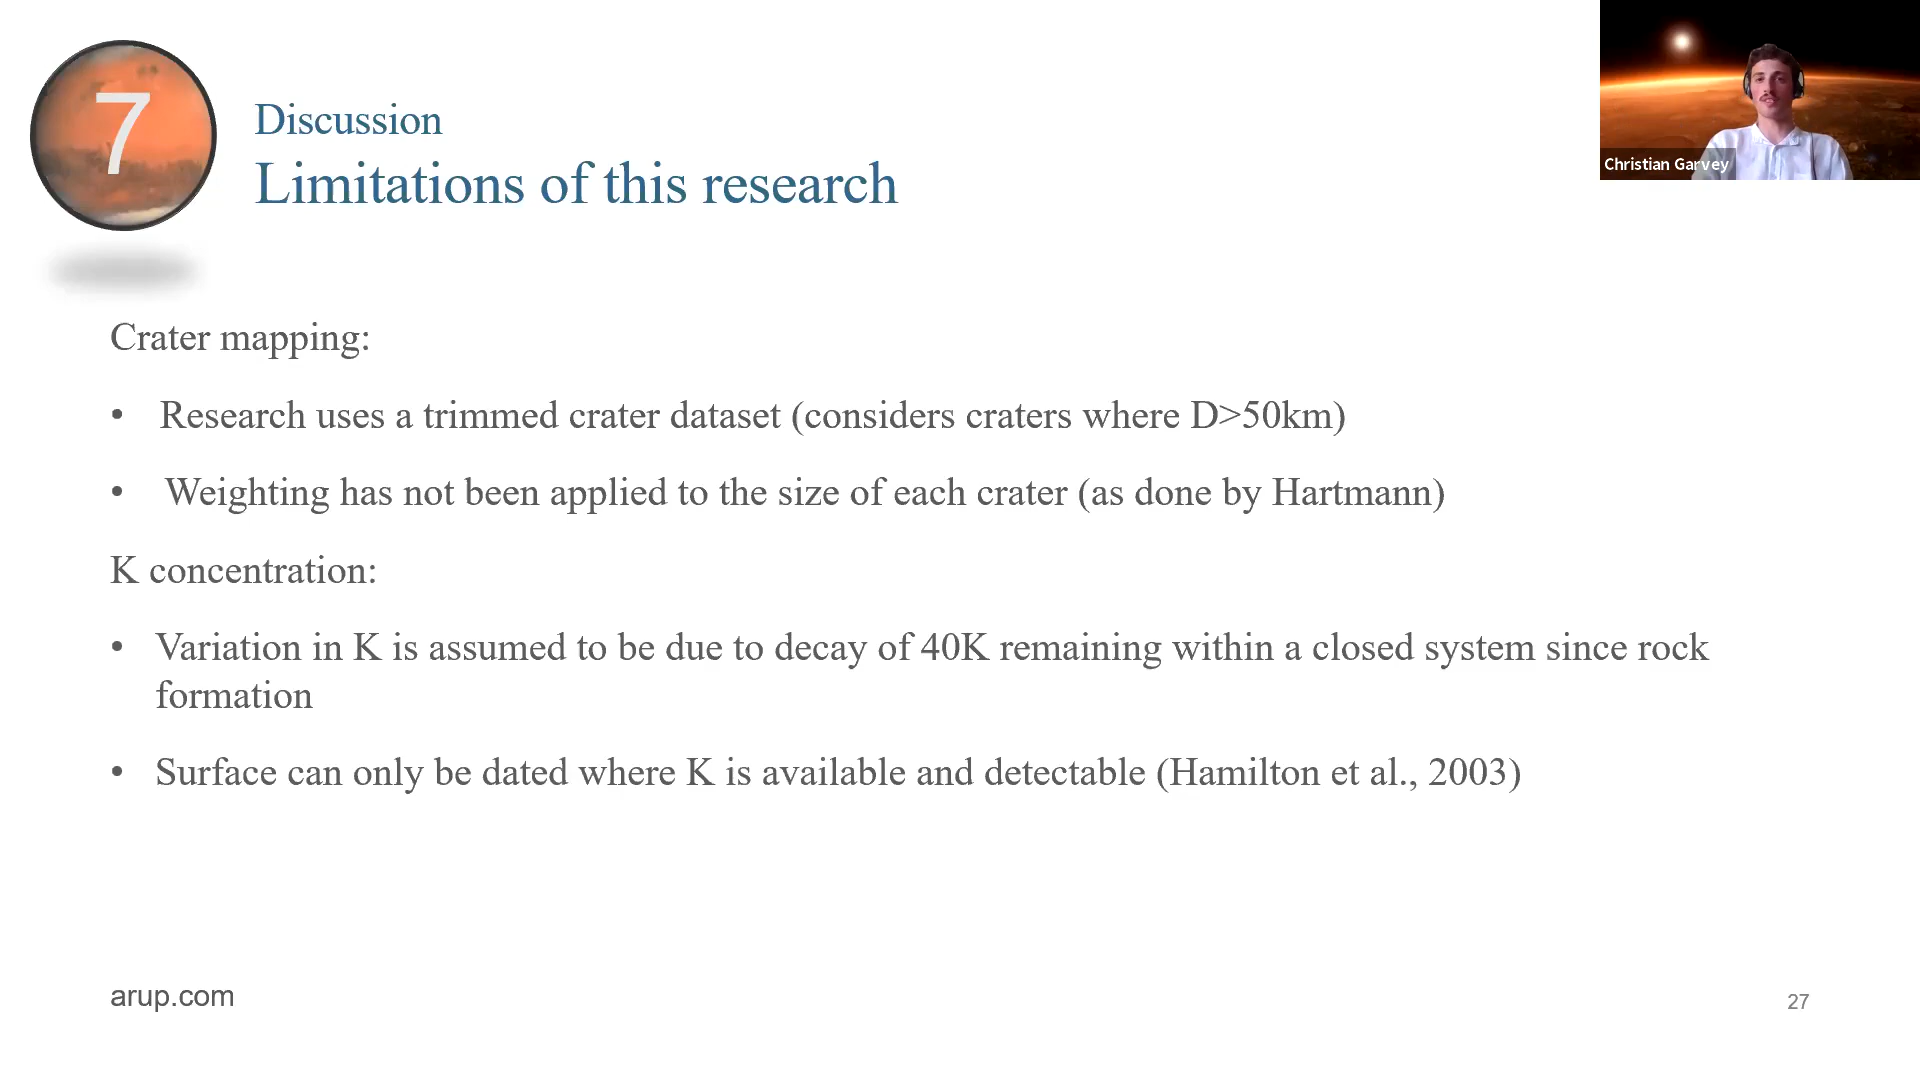 7
Discussion
Limitations of this research
Christian Garvey
Crater mapping:
• Research uses a trimmed crater dataset (considers craters where D>50km)
• Weighting has not been applied to the size of each crater (as done by Hartmann)
K concentration:
• Variation in K is assumed to be due to decay of 40K remaining within a closed system since rock
formation
• Surface can only be dated where K is available and detectable (Hamilton et al., 2003)
arup.com
27